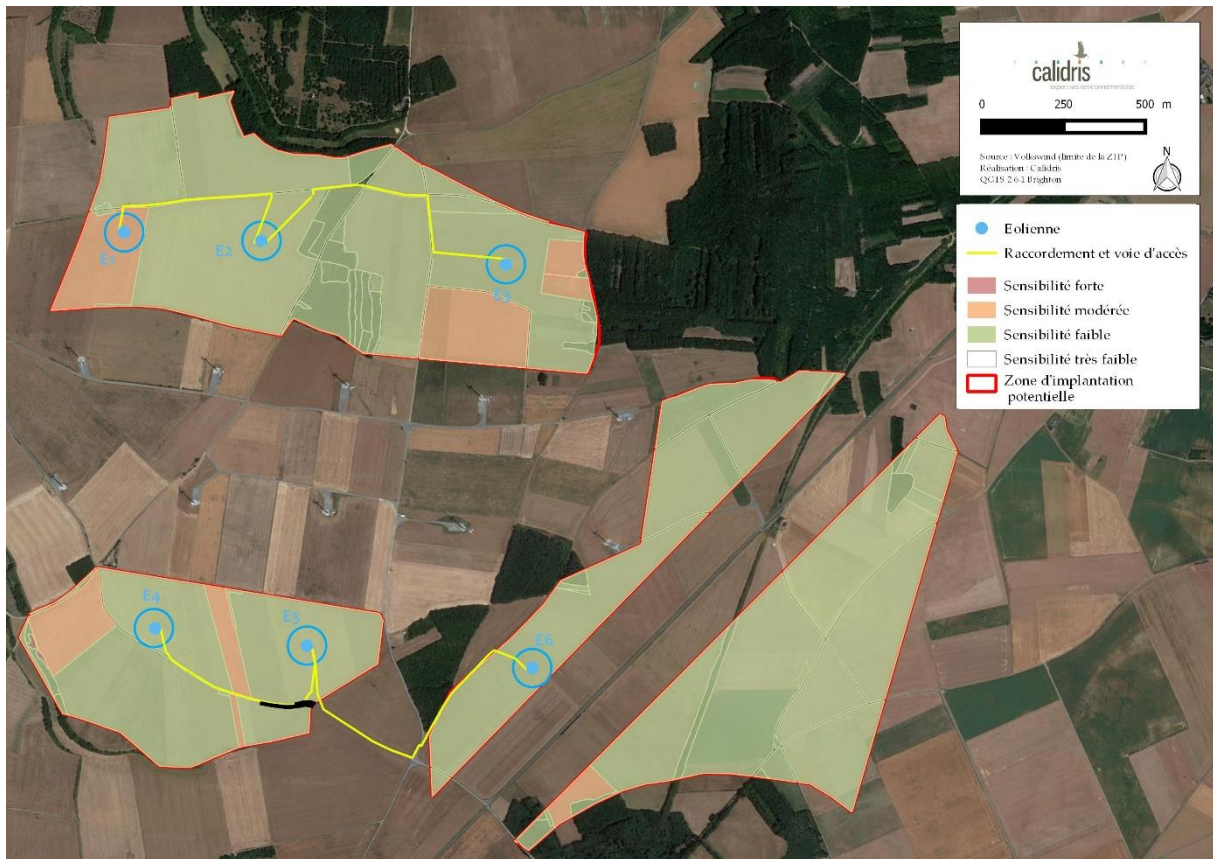 calidris
expertises environnementales
0 250 500 m
Source : Volkswind (limite de la ZIP)
Réalisation : Calidris
QGIS 2.6.1 Brighton
N
Eolienne
Raccordement et voie d'accès
Sensibilité forte
Sensibilité modérée
Sensibilité faible
Sensibilité très faible
Zone d'implantation
potentielle
E1
E2
E3
E4
E5
E6